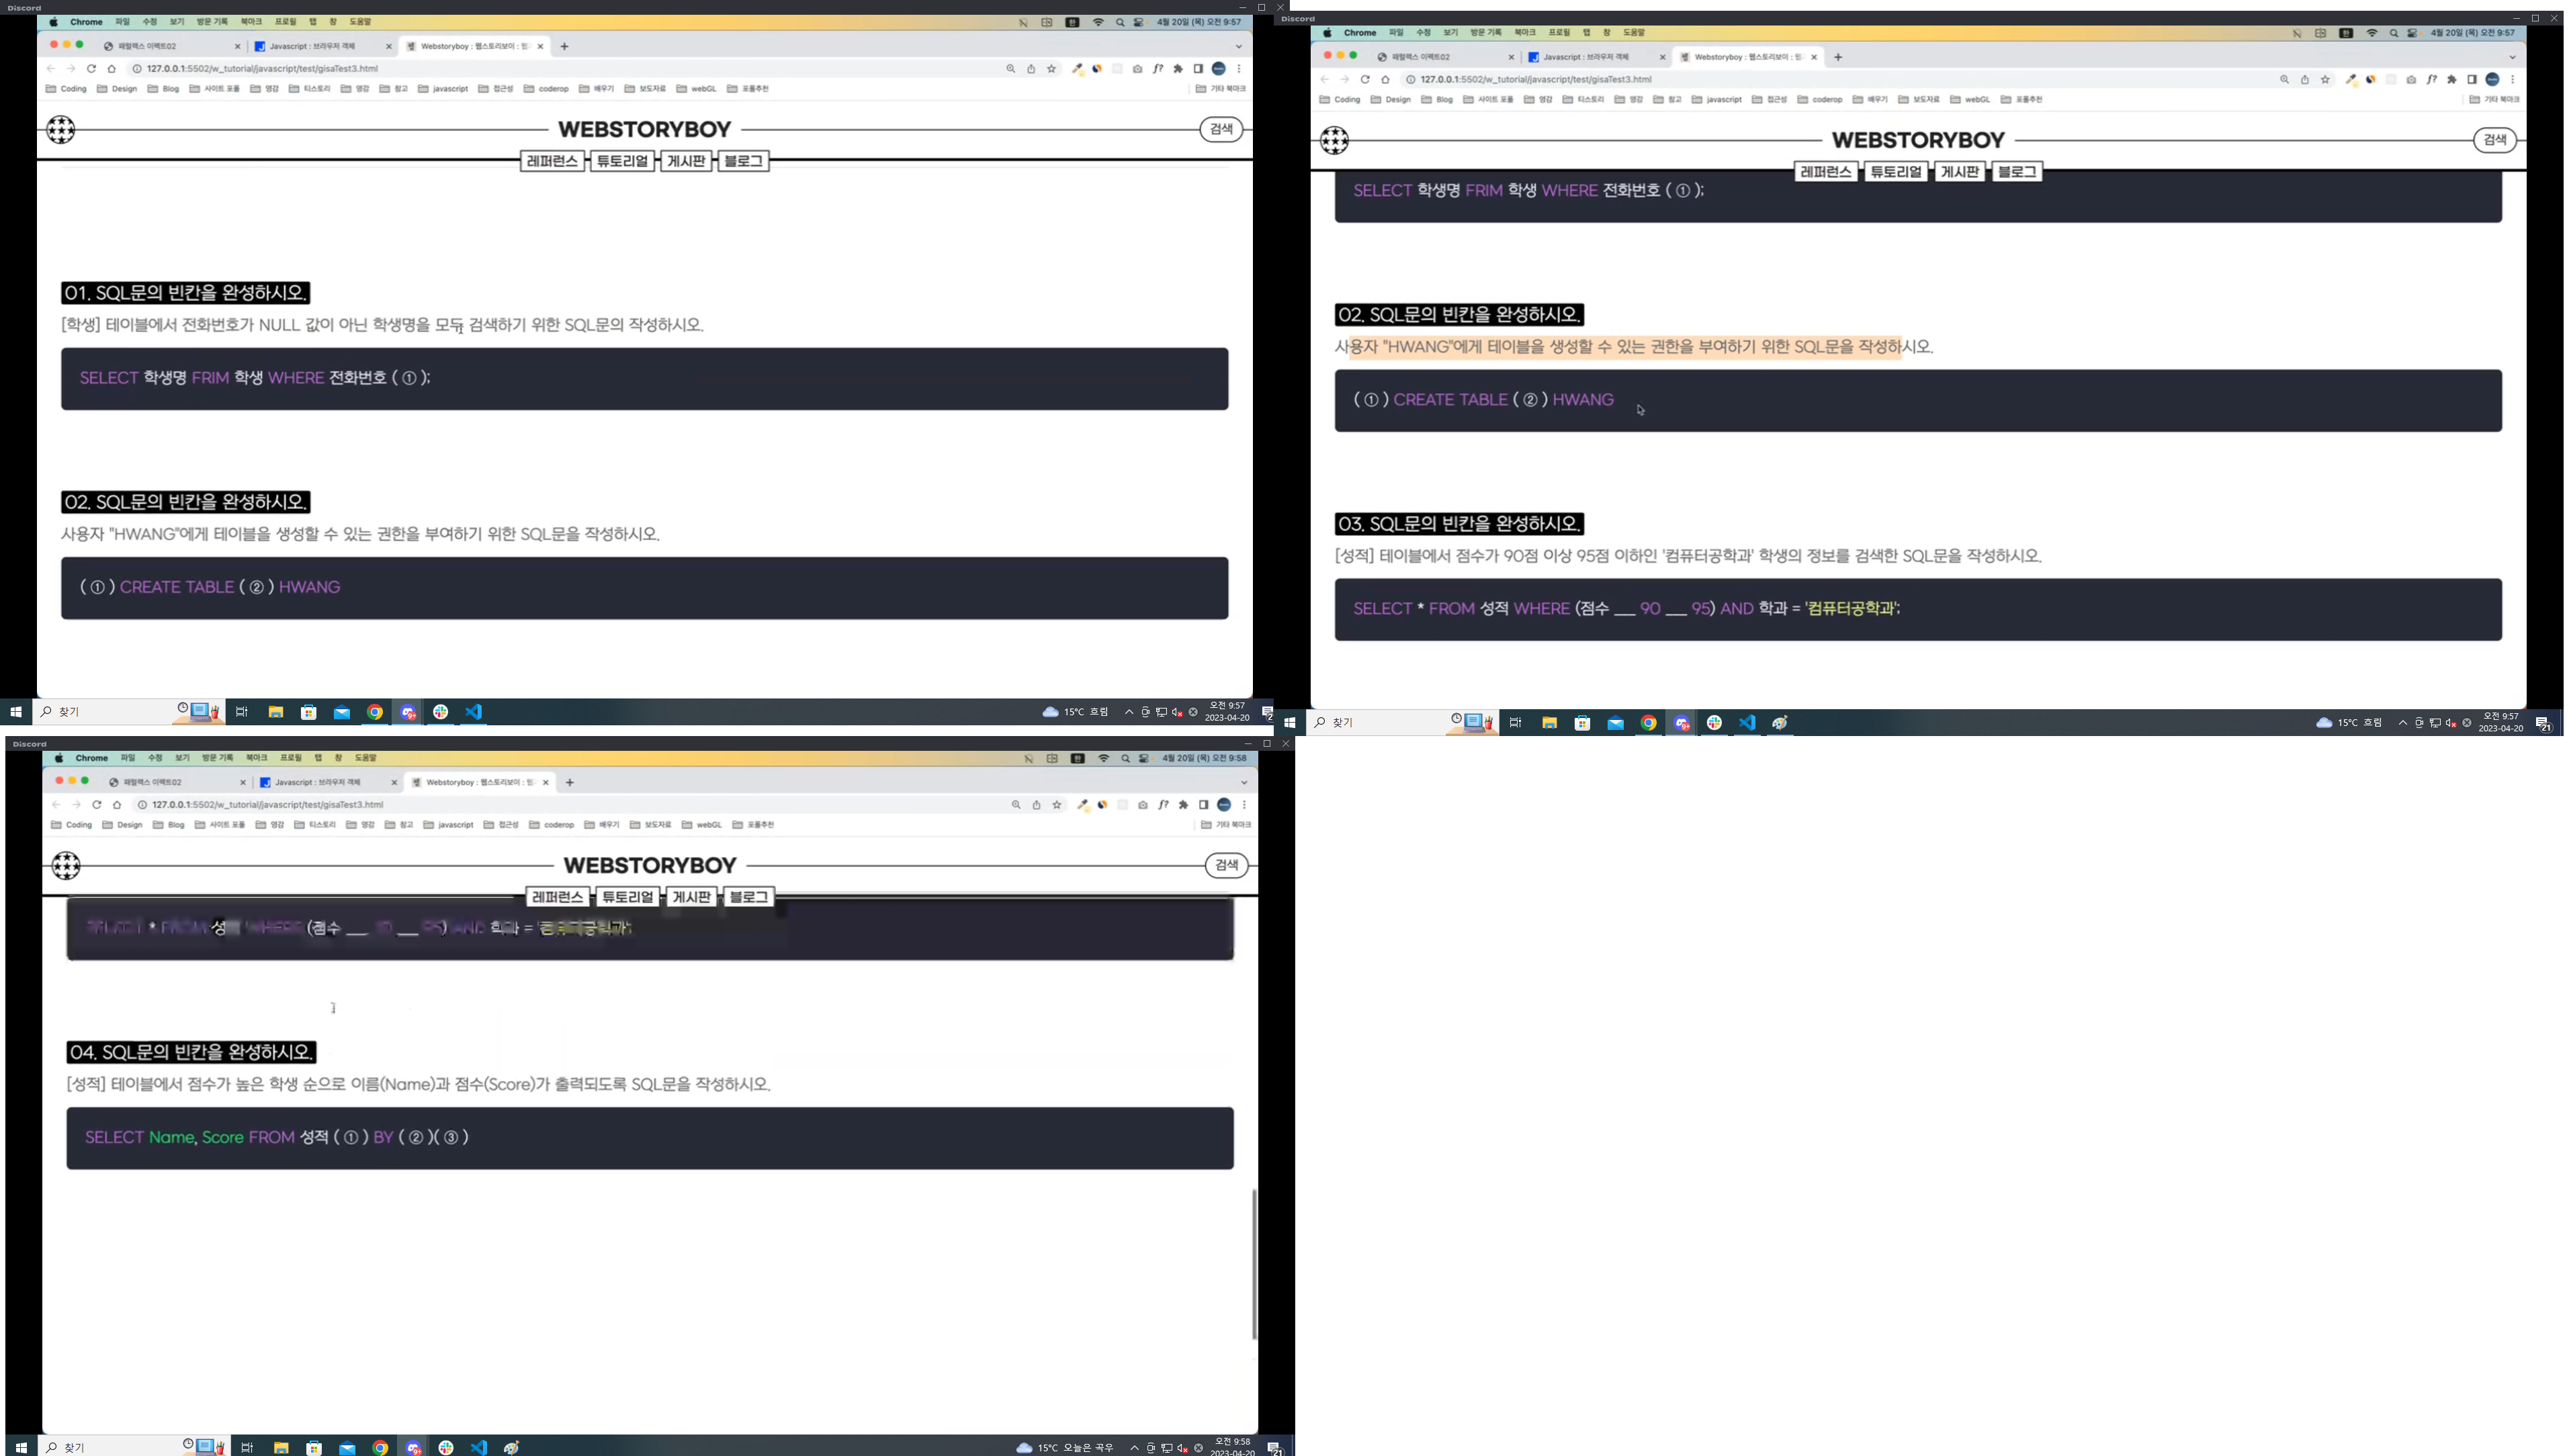 Discord
Chrome 파일 수정 보기 방문 기록 북마크 프로필 탭 창 도움말
4월 20일 (목) 오전 9:57
패럴랙스 이펙트02
Javascript : 브라우저 객체
Webstoryboy : 웹스토리보이 : 웹
127.0.0.1:5502/w_tutorial/javascript/test/gisaTest3.html
Coding Design Blog 사이트 포폴 영감 티스토리 영감 참고 javascript 접근성 coderop 배우기 보도자료 webGL 포폴추천 기타 북마크
WEBSTORYBOY
검색
레퍼런스 튜토리얼 게시판 블로그
01. SQL문의 빈칸을 완성하시오.
[학생] 테이블에서 전화번호가 NULL 값이 아닌 학생명을 모두 검색하기 위한 SQL문의 작성하시오.
SELECT 학생명 FRIM 학생 WHERE 전화번호 ( ① );
02. SQL문의 빈칸을 완성하시오.
사용자 "HWANG"에게 테이블을 생성할 수 있는 권한을 부여하기 위한 SQL문을 작성하시오.
( ① ) CREATE TABLE ( ② ) HWANG
찾기
15°C 흐림
오전 9:57
2023-04-20
Discord
Chrome 파일 수정 보기 방문 기록 북마크 프로필 탭 창 도움말
4월 20일 (목) 오전 9:57
패럴랙스 이펙트02
Javascript : 브라우저 객체
Webstoryboy : 웹스토리보이 : 웹
127.0.0.1:5502/w_tutorial/javascript/test/gisaTest3.html
Coding Design Blog 사이트 포폴 영감 티스토리 영감 참고 javascript 접근성 coderop 배우기 보도자료 webGL 포폴추천 기타 북마크
WEBSTORYBOY
검색
레퍼런스 튜토리얼 게시판 블로그
SELECT 학생명 FRIM 학생 WHERE 전화번호 ( ① );
02. SQL문의 빈칸을 완성하시오.
사용자 "HWANG"에게 테이블을 생성할 수 있는 권한을 부여하기 위한 SQL문을 작성하시오.
( ① ) CREATE TABLE ( ② ) HWANG
03. SQL문의 빈칸을 완성하시오.
[성적] 테이블에서 점수가 90점 이상 95점 이하인 '컴퓨터공학과' 학생의 정보를 검색한 SQL문을 작성하시오.
SELECT * FROM 성적 WHERE (점수 ___ 90 ___ 95) AND 학과 = '컴퓨터공학과';
찾기
15°C 흐림
오전 9:57
2023-04-20
21
Discord
Chrome 파일 수정 보기 방문 기록 북마크 프로필 탭 창 도움말
4월 20일 (목) 오전 9:58
패럴랙스 이펙트02
Javascript : 브라우저 객체
Webstoryboy : 웹스토리보이 : 웹
127.0.0.1:5502/w_tutorial/javascript/test/gisaTest3.html
Coding Design Blog 사이트 포폴 영감 티스토리 영감 참고 javascript 접근성 coderop 배우기 보도자료 webGL 포폴추천 기타 북마크
WEBSTORYBOY
검색
레퍼런스 튜토리얼 게시판 블로그
SELECT * FROM 성적 WHERE (점수 ___ 90 ___ 95) AND 학과 = '컴퓨터공학과';
04. SQL문의 빈칸을 완성하시오.
[성적] 테이블에서 점수가 높은 학생 순으로 이름(Name)과 점수(Score)가 출력되도록 SQL문을 작성하시오.
SELECT Name, Score FROM 성적 ( ① ) BY ( ② )( ③ )
찾기
15°C 오늘은 곡우
오전 9:58
2023-04-20
21